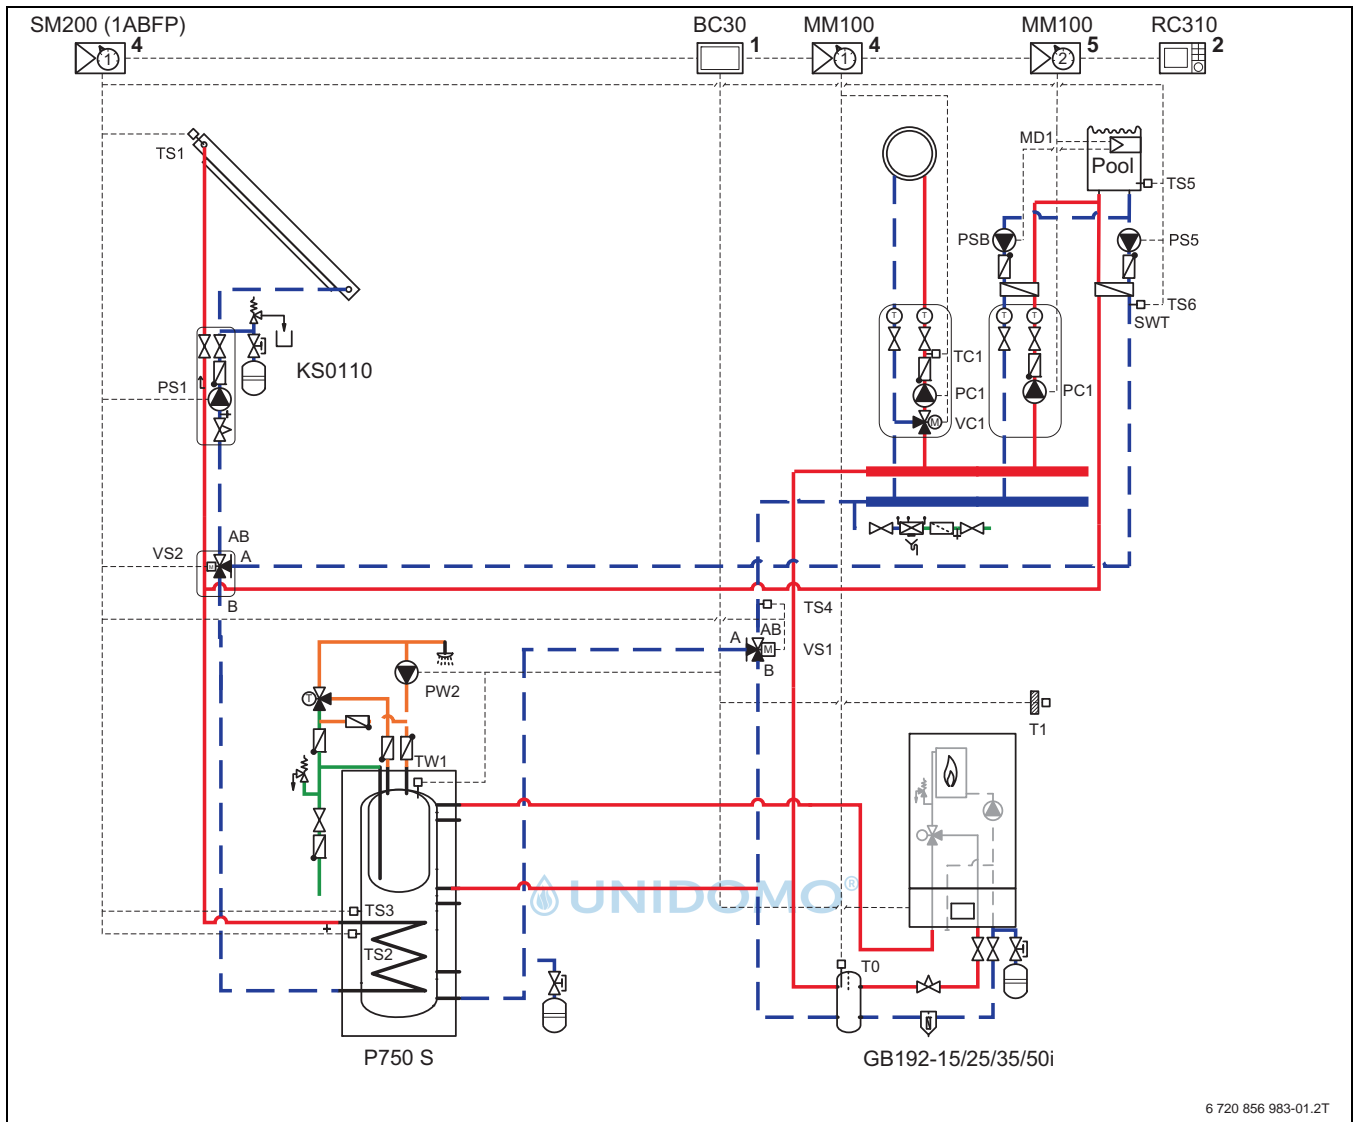 SM200 (1ABFP)
4
1
BC30
1
MM100
4
1
MM100
5
2
RC310
2
TS1
MD1
Pool
TS5
PSB
PS5
TS6
SWT
T
T
T
T
KS0110
PS1
TC1
PC1
PC1
VC1
M
AB
VS2
A
M
B
TS4
A
AB
M
VS1
B
T
PW2
T1
TW1
UNIDOMO®
TS3
TS2
T0
P750 S
GB192-15/25/35/50i
6 720 856 983-01.2T